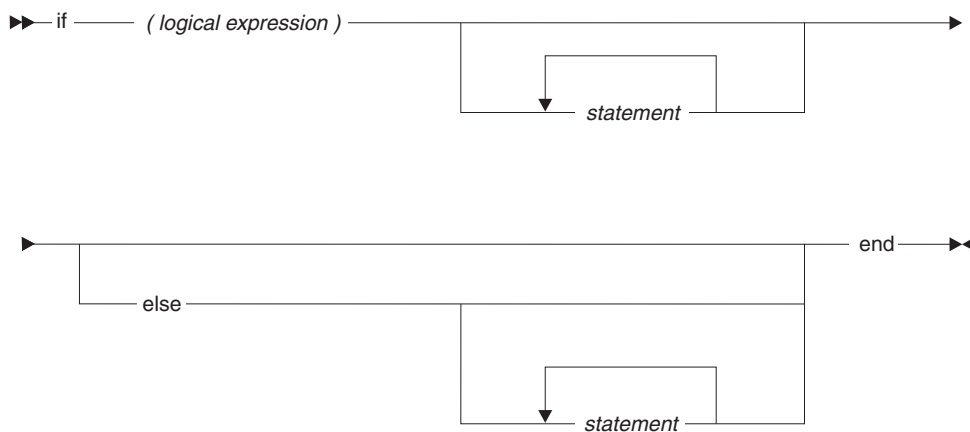 if ( logical expression )
statement
end
else
statement